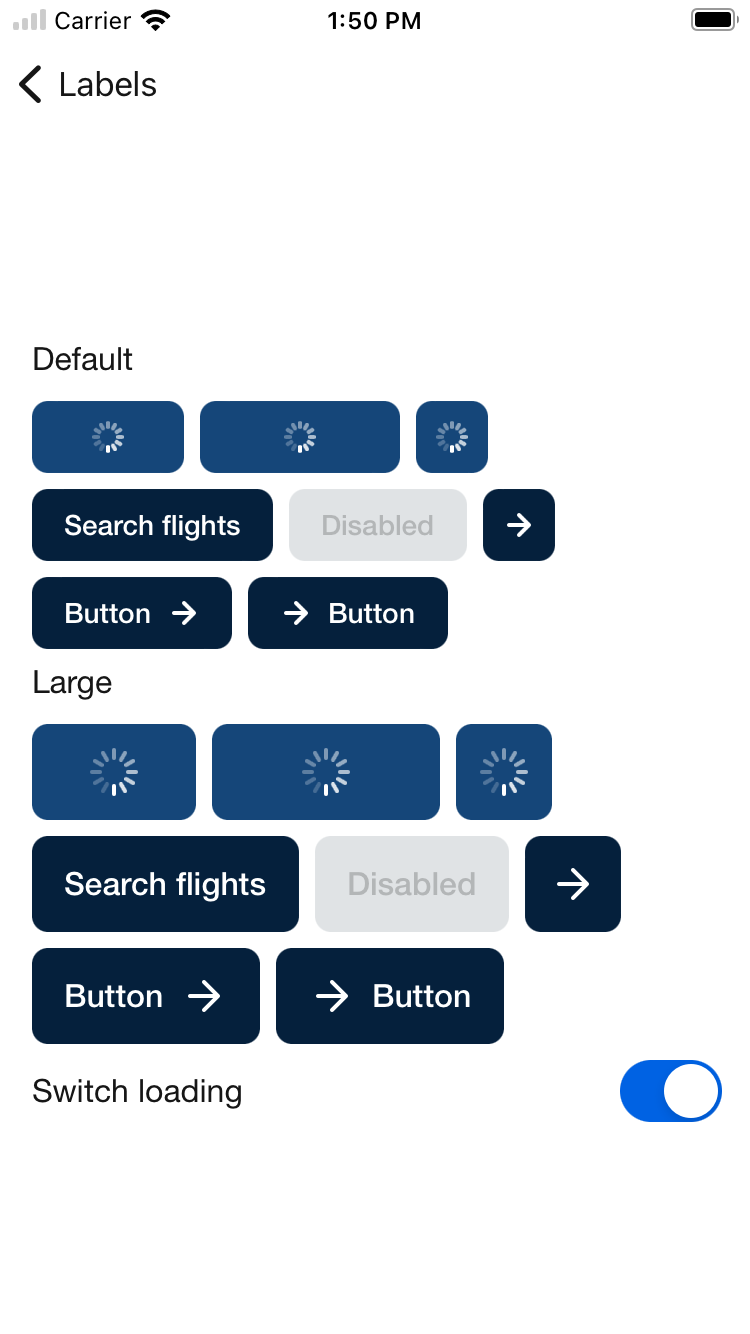 Carrier 1:50 PM
Labels
Default
Search flights Disabled
Button Button
Large
Search flights Disabled
Button Button
Switch loading